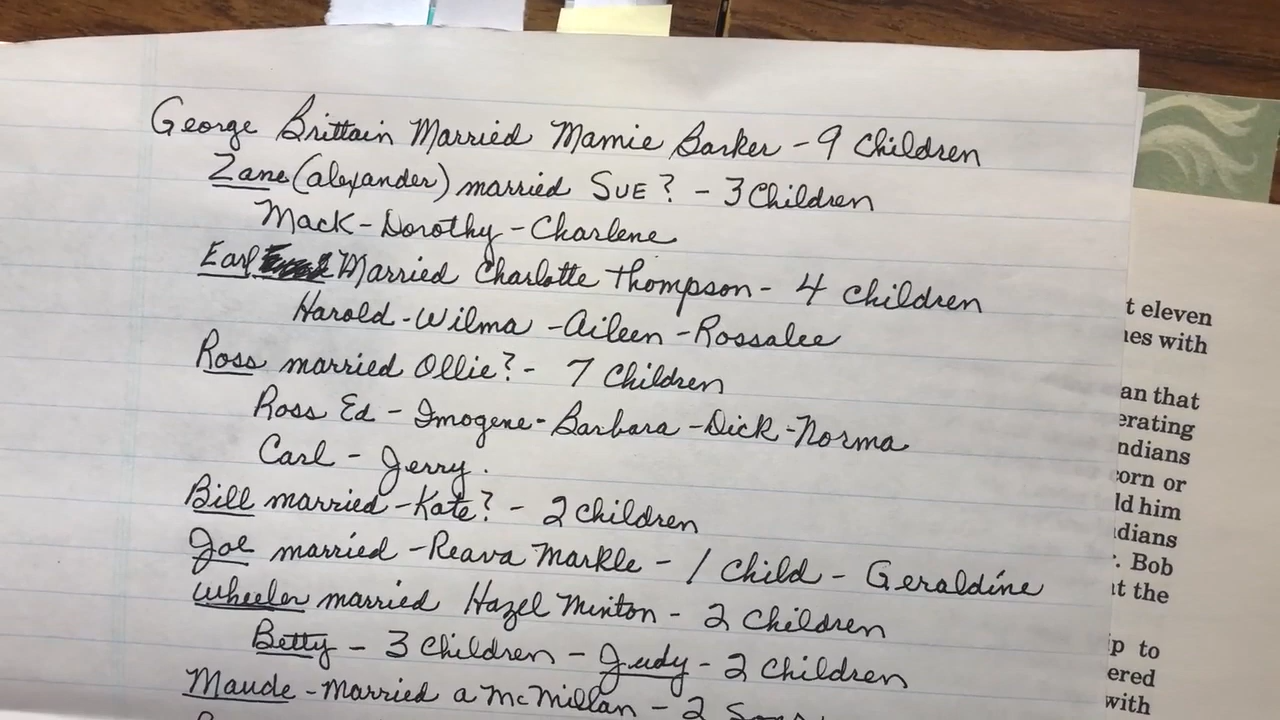 George Brittain Married Mamie Barker - 9 Children
Zane (alexander) married SUE? - 3 Children
Mack - Dorothy - Charlene
Earl Married Charlotte Thompson - 4 Children
Harold - Wilma - Aileen - Rossalee
Ross married Ollie? - 7 Children
Ross Ed - Imogene - Barbara - Dick - Norma
Carl - Jerry.
Bill married - Kate? - 2 Children
Joe married - Reava Markle - 1 Child - Geraldine
Wheeler married Hazel Minton - 2 Children
Betty - 3 Children - Judy - 2 Children
Maude - Married a McMillan - 2 Sons
t eleven
nes with
an that
erating
ndians
corn or
ld him
dians
. Bob
t the
p to
ered
with